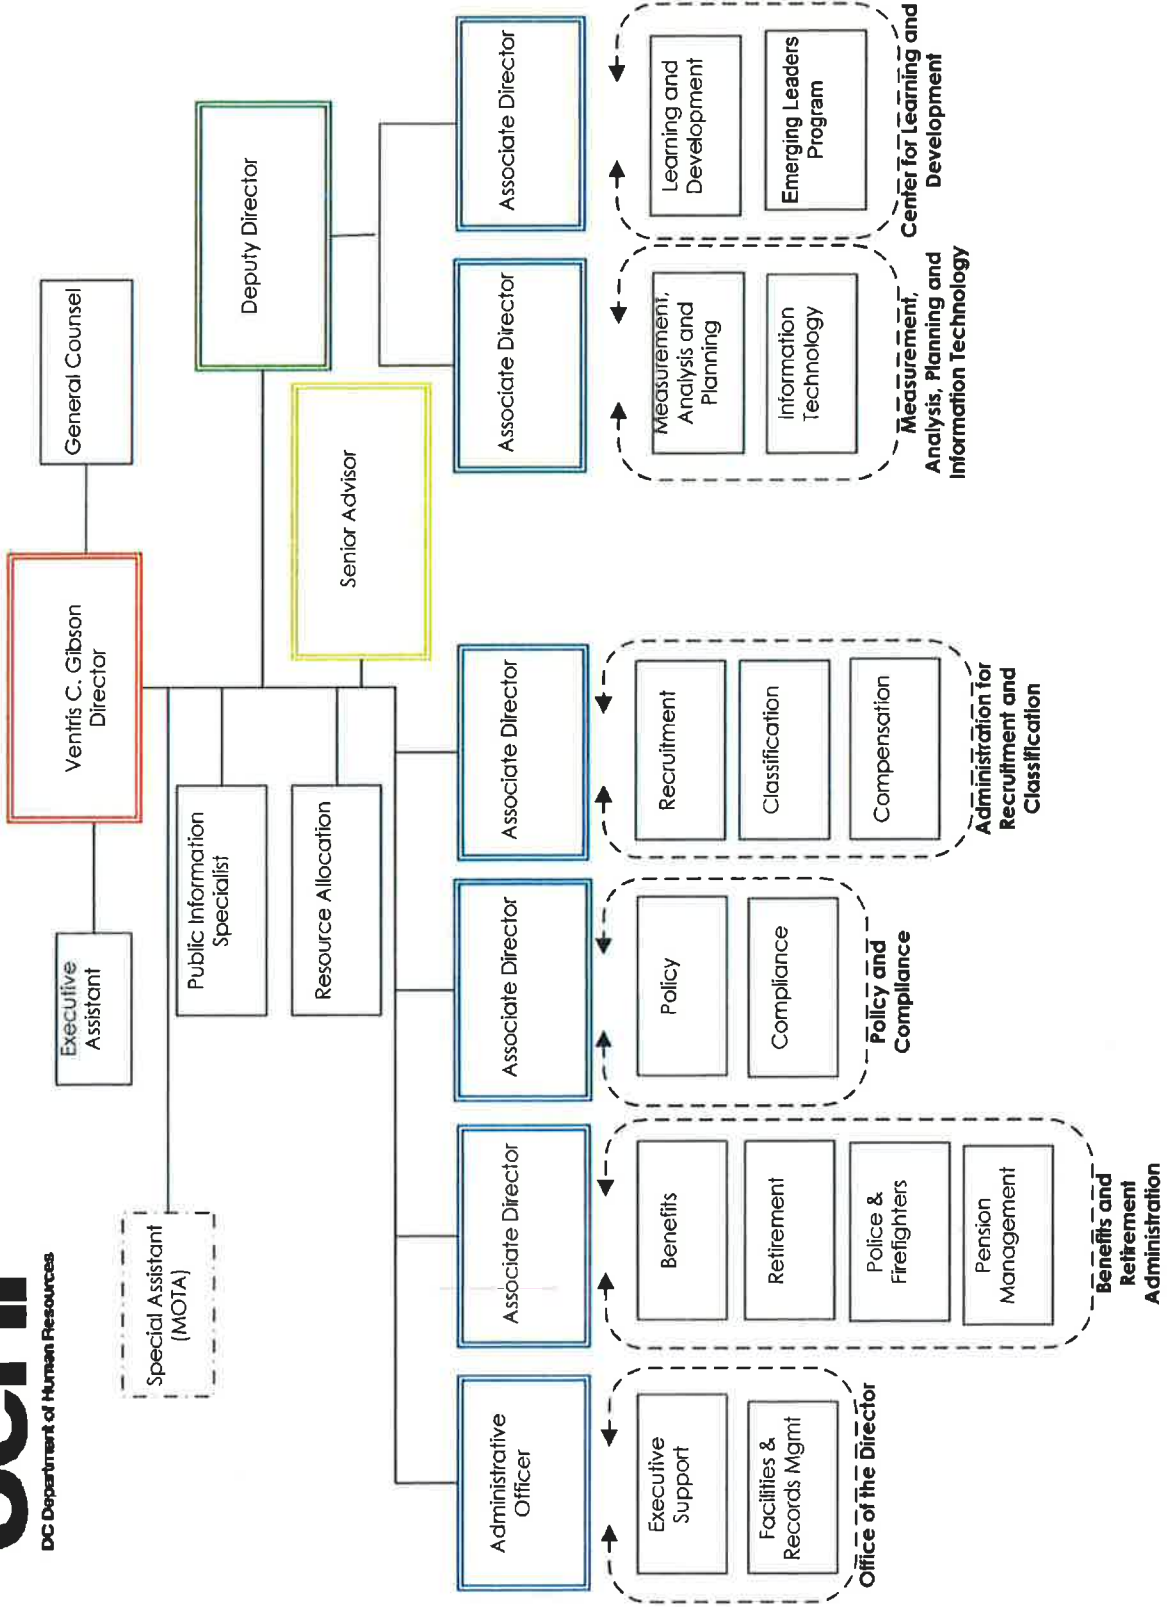 DC Department of Human Resources
Ventris C. Gibson
Director
General Counsel
Executive
Assistant
Special Assistant
(MOTA)
Public Information
Specialist
Deputy Director
Resource Allocation
Senior Advisor
Administrative
Officer
Associate Director
Associate Director
Associate Director
Associate Director
Associate Director
Executive
Support
Facilities &
Records Mgmt
Office of the Director
Benefits
Retirement
Police &
Firefighters
Pension
Management
Benefits and
Retirement
Administration
Policy
Compliance
Policy and
Compliance
Recruitment
Classification
Compensation
Administration for
Recruitment and
Classification
Measurement,
Analysis and
Planning
Information
Technology
Measurement,
Analysis, Planning and
Information Technology
Learning and
Development
Emerging Leaders
Program
Center for Learning and
Development